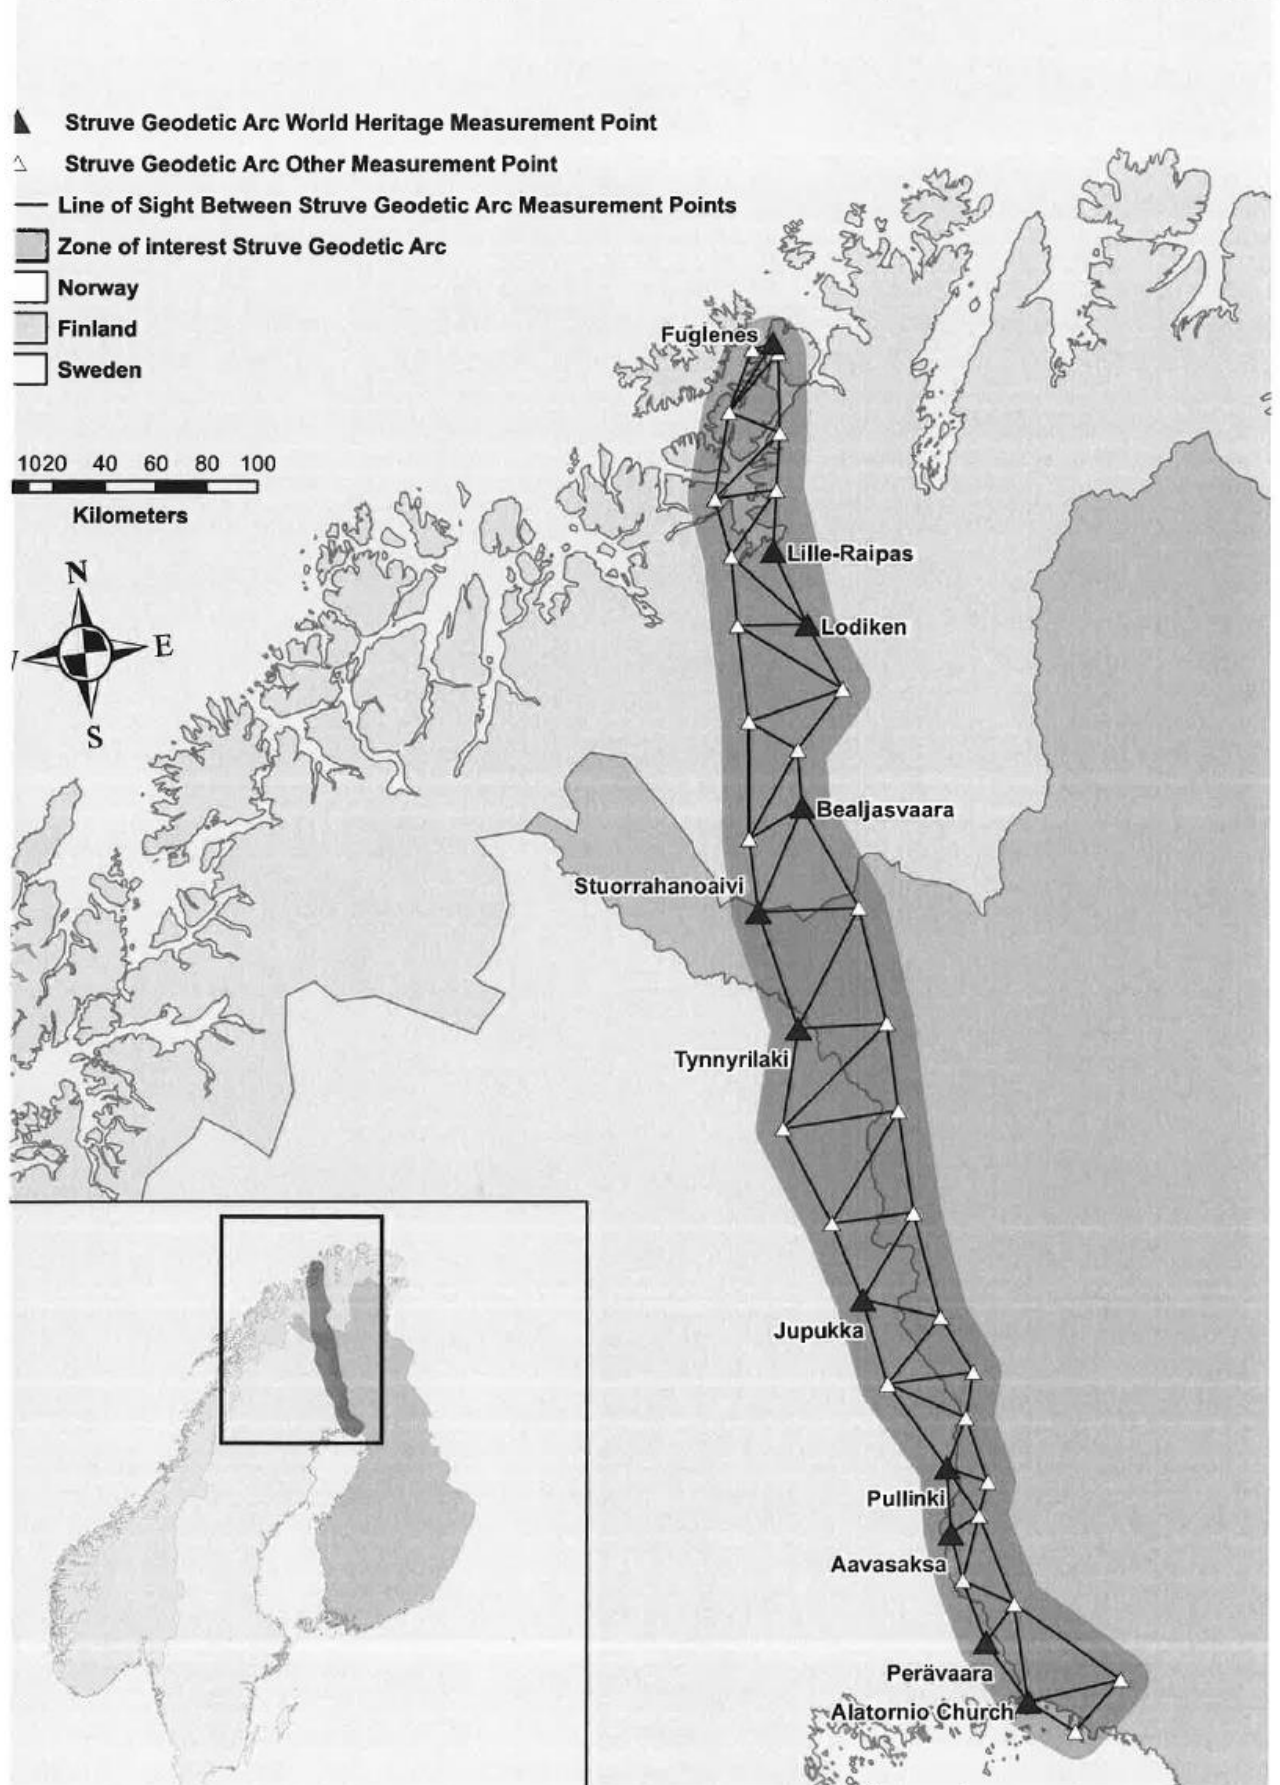 Struve Geodetic Arc World Heritage Measurement Point
Struve Geodetic Arc Other Measurement Point
Line of Sight Between Struve Geodetic Arc Measurement Points
Zone of interest Struve Geodetic Arc
Norway
Finland
Sweden
1020 40 60 80 100
Kilometers
N
E
S
Fuglenes
Lille-Raipas
Lodiken
Bealjasvaara
Stuorrahanoaivi
Tynnyrilaki
Jupukka
Pullinki
Aavasaksa
Perävaara
Alatornio Church